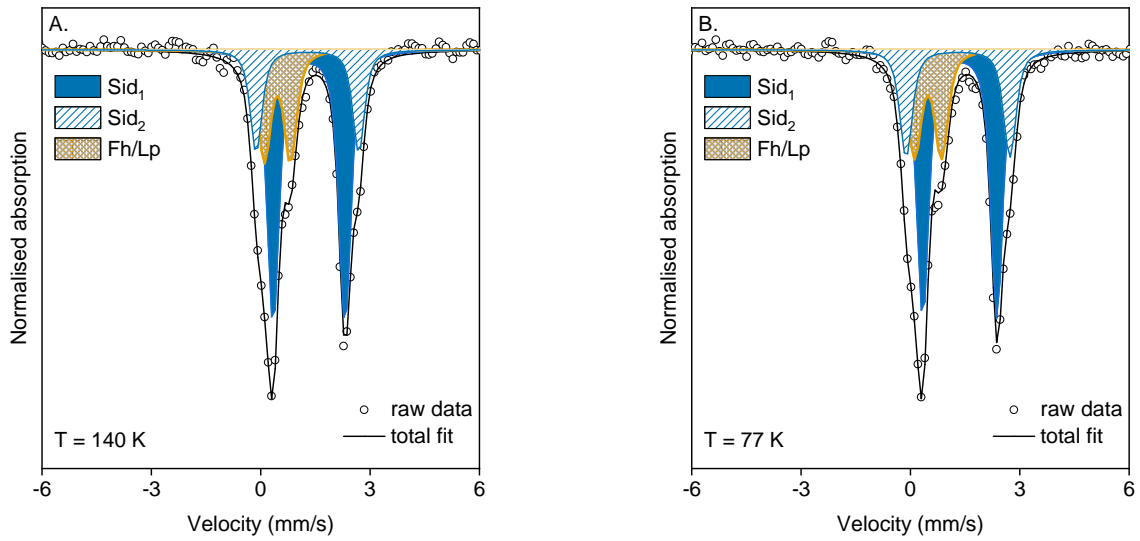 A.
Sid1
Sid2
Fh/Lp
Normalised absorption
raw data
total fit
T = 140 K
-6 -3 0 3 6
Velocity (mm/s)
B.
Sid1
Sid2
Fh/Lp
Normalised absorption
raw data
total fit
T = 77 K
-6 -3 0 3 6
Velocity (mm/s)